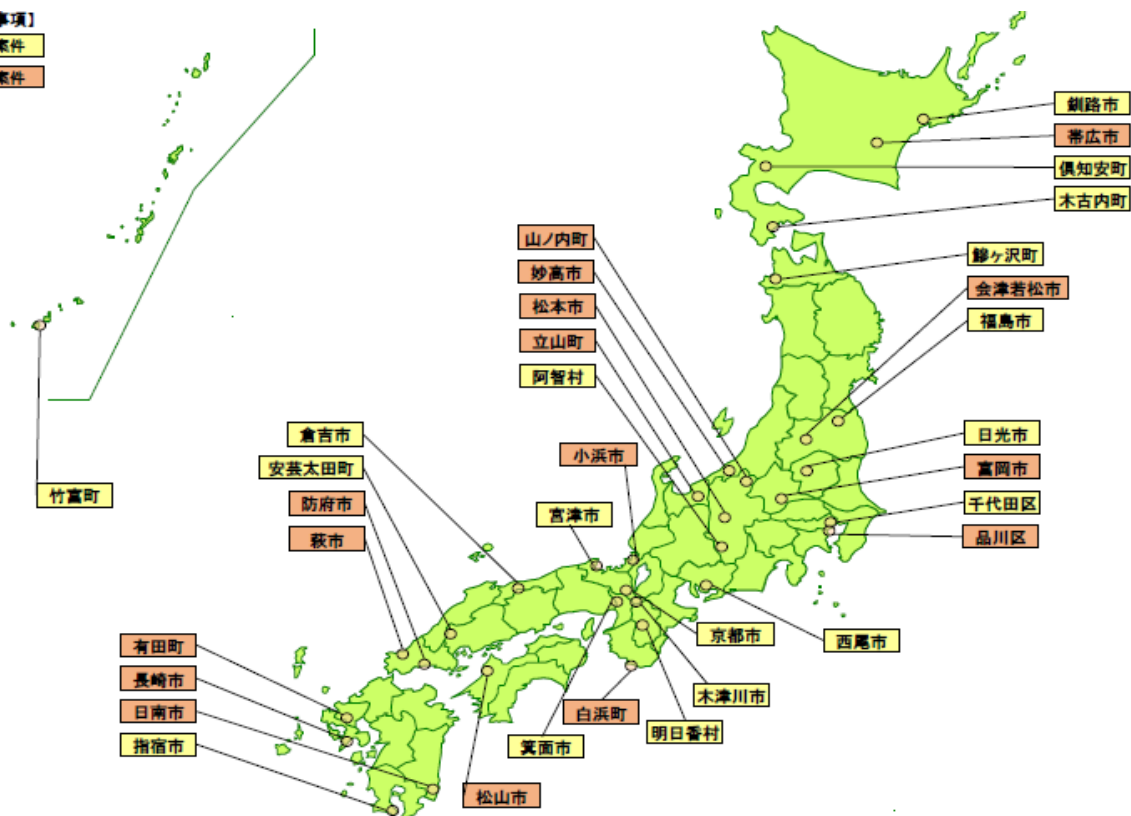 事項】
案件
案件
釧路市
帯広市
倶知安町
木古内町
山ノ内町
妙高市
松本市
立山町
阿智村
鰺ヶ沢町
会津若松市
福島市
日光市
富岡市
千代田区
品川区
倉吉市
安芸太田町
防府市
萩市
小浜市
宮津市
竹富町
京都市
西尾市
木津川市
明日香村
白浜町
箕面市
松山市
有田町
長崎市
日南市
指宿市